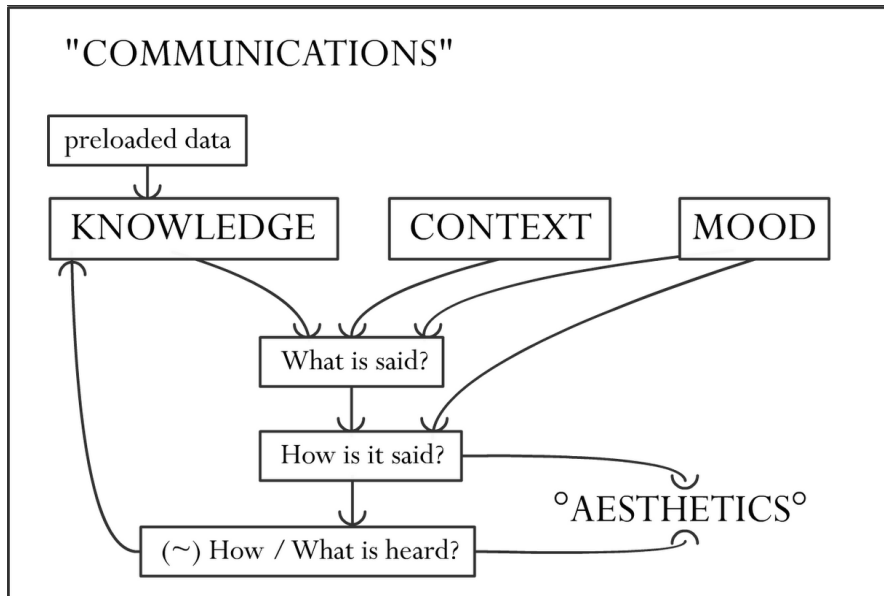 "COMMUNICATIONS"
preloaded data
KNOWLEDGE
CONTEXT
MOOD
What is said?
How is it said?
°AESTHETICS°
(~) How / What is heard?